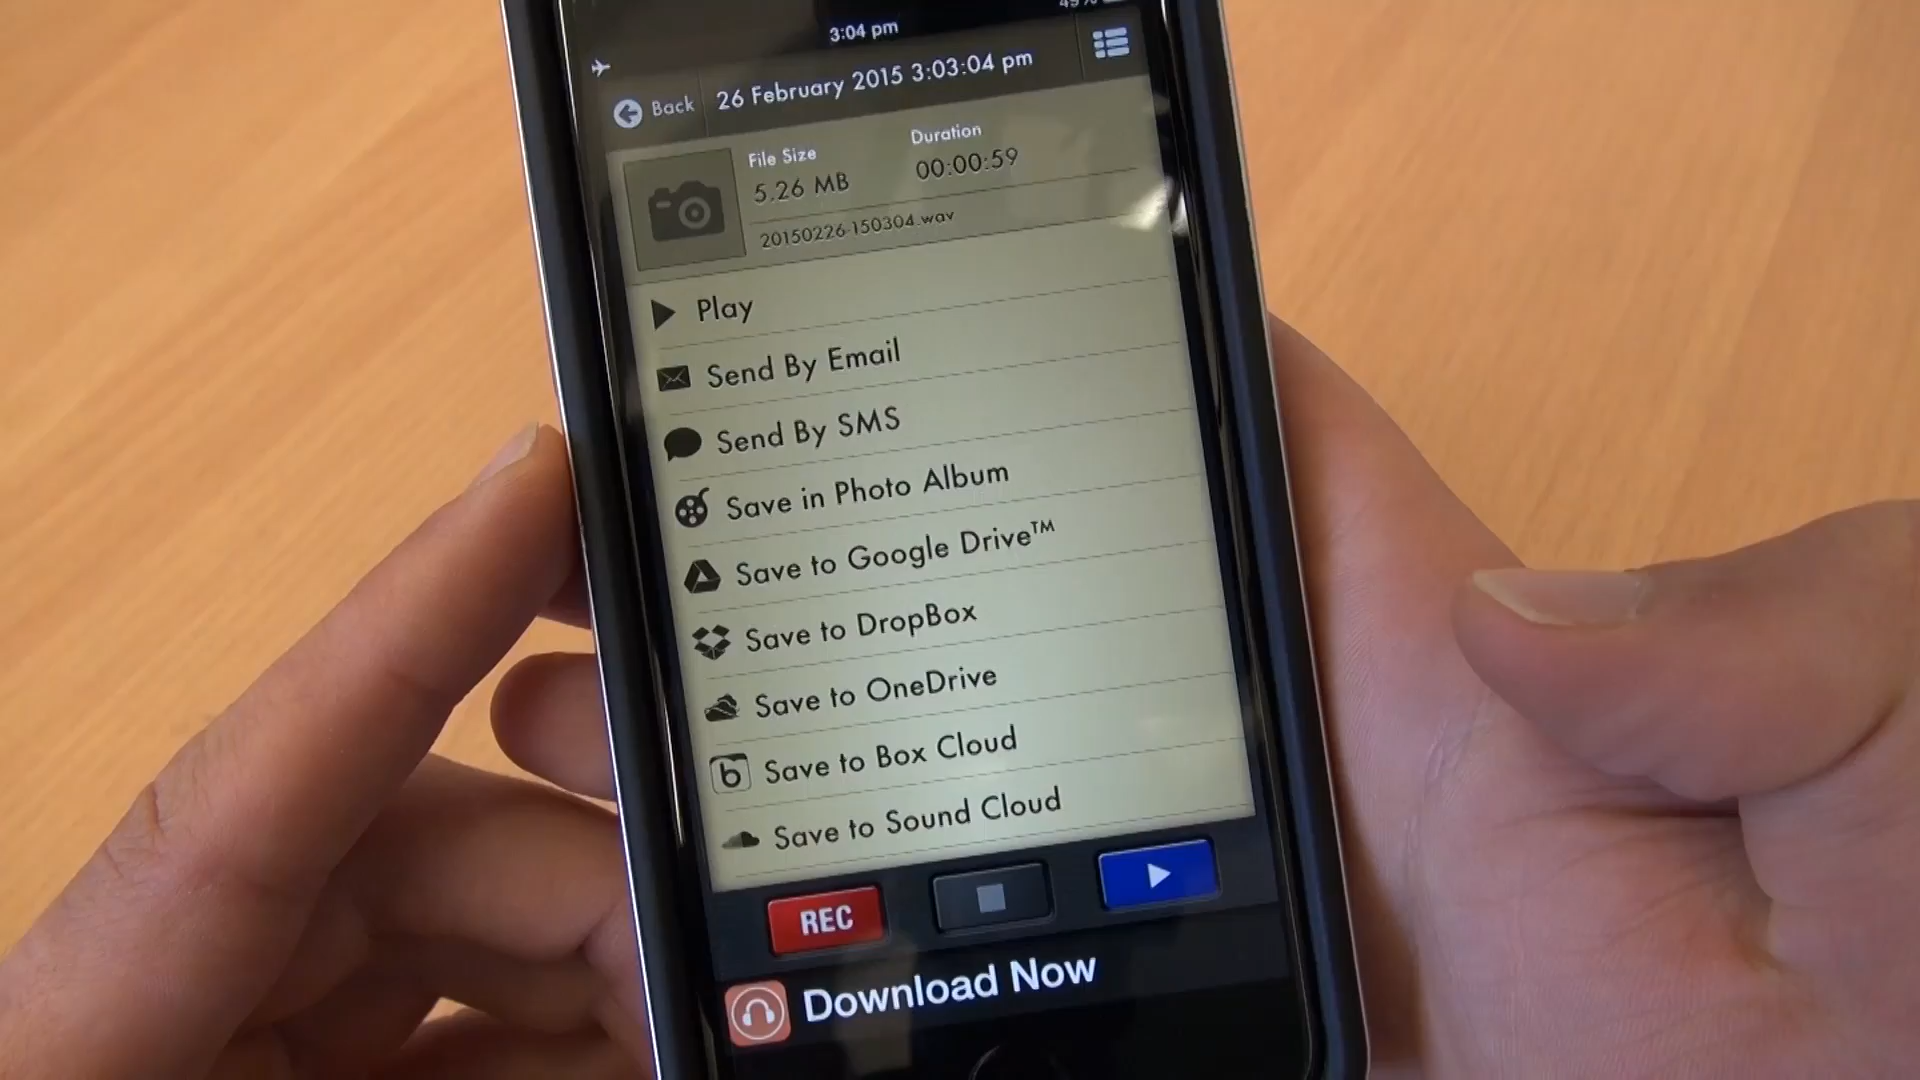 49%
3:04 pm
Back
26 February 2015 3:03:04 pm
File Size
Duration
5,26 MB
00:00:59
20150226-150304.wav
Play
Send By Email
Send By SMS
Save in Photo Album
Save to Google Drive™
Save to DropBox
Save to OneDrive
b Save to Box Cloud
Save to Sound Cloud
REC
Download Now